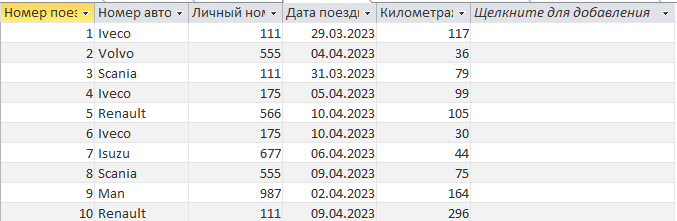 Номер поез Номер авто Личный ном Дата поездк Километраж Щелкните для добавления
1 Iveco 111 29.03.2023 117
2 Volvo 555 04.04.2023 36
3 Scania 111 31.03.2023 79
4 Iveco 175 05.04.2023 99
5 Renault 566 10.04.2023 105
6 Iveco 175 10.04.2023 30
7 Isuzu 677 06.04.2023 44
8 Scania 555 09.04.2023 75
9 Man 987 02.04.2023 164
10 Renault 111 09.04.2023 296